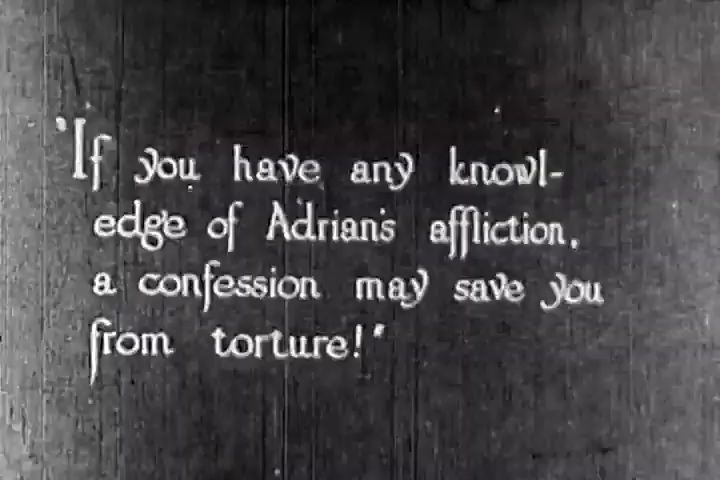 "If you have any knowl-
edge of Adrian's affliction,
a confession may save you
from torture!"